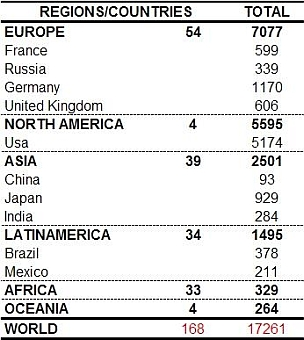 REGIONS/COUNTRIES TOTAL
EUROPE 54 7077
France 599
Russia 339
Germany 1170
United Kingdom 606
NORTH AMERICA 4 5595
Usa 5174
ASIA 39 2501
China 93
Japan 929
India 284
LATINAMERICA 34 1495
Brazil 378
Mexico 211
AFRICA 33 329
OCEANIA 4 264
WORLD 168 17261